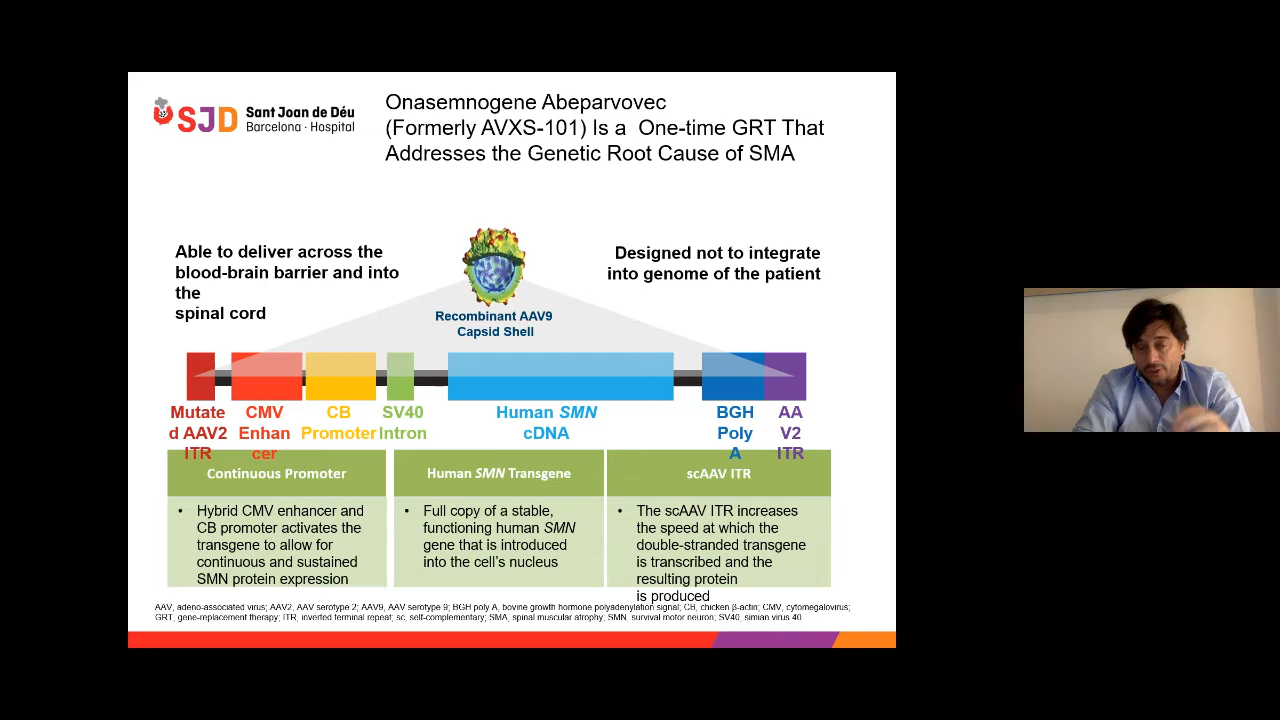 SJD Sant Joan de Déu
Barcelona · Hospital
Onasemnogene Abeparvovec
(Formerly AVXS-101) Is a One-time GRT That
Addresses the Genetic Root Cause of SMA
Able to deliver across the
blood-brain barrier and into
the
spinal cord
Designed not to integrate
into genome of the patient
Recombinant AAV9
Capsid Shell
Mutate
d AAV2
ITR
CMV
Enhan
cer
CB
Promoter
SV40
Intron
Human SMN
cDNA
BGH
Poly
A
AA
V2
ITR
Continuous Promoter
• Hybrid CMV enhancer and
CB promoter activates the
transgene to allow for
continuous and sustained
SMN protein expression
Human SMN Transgene
• Full copy of a stable,
functioning human SMN
gene that is introduced
into the cell's nucleus
scAAV ITR
• The scAAV ITR increases
the speed at which the
double-stranded transgene
is transcribed and the
resulting protein
is produced
AAV, adeno-associated virus; AAV2, AAV serotype 2; AAV9, AAV serotype 9; BGH poly A, bovine growth hormone polyadenylation signal; CB, chicken β-actin; CMV, cytomegalovirus;
GRT, gene-replacement therapy; ITR, inverted terminal repeat; sc, self-complementary; SMA, spinal muscular atrophy; SMN, survival motor neuron; SV40, simian virus 40